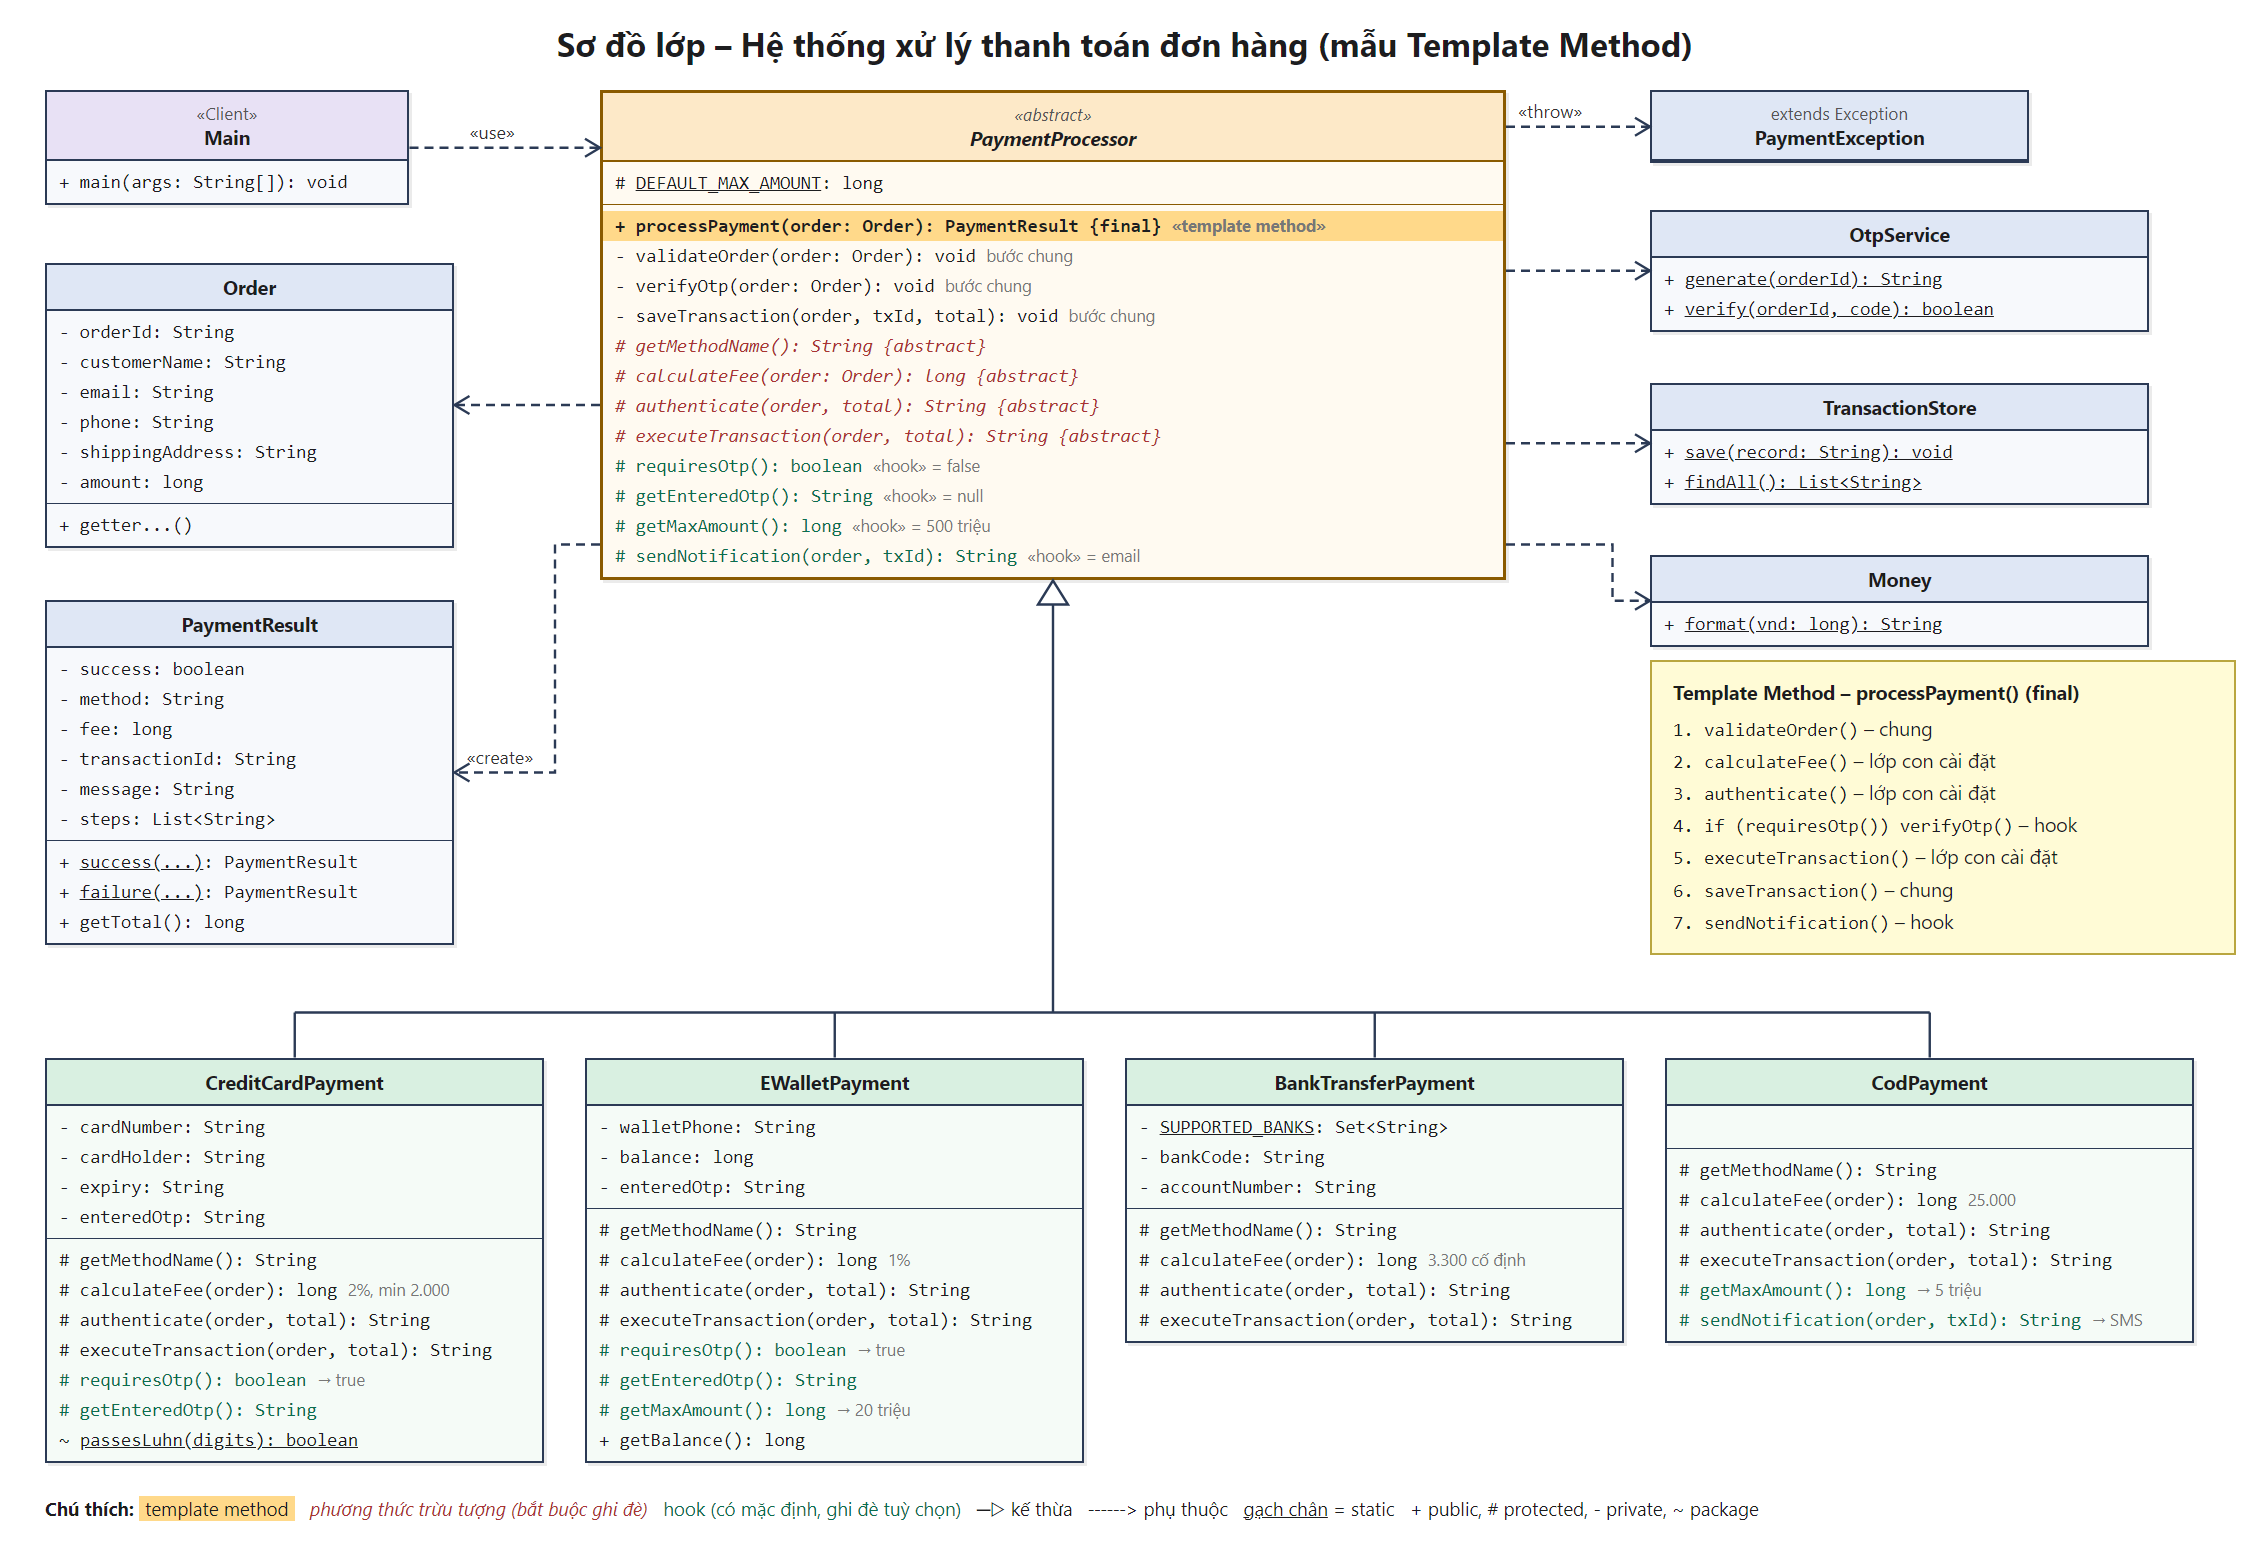 Sơ đồ lớp – Hệ thống xử lý thanh toán đơn hàng (mẫu Template Method)
«Client»
Main
+ main(args: String[]): void
«use»
«abstract»
PaymentProcessor
# DEFAULT_MAX_AMOUNT: long
+ processPayment(order: Order): PaymentResult {final} «template method»
- validateOrder(order: Order): void bước chung
- verifyOtp(order: Order): void bước chung
- saveTransaction(order, txId, total): void bước chung
# getMethodName(): String {abstract}
# calculateFee(order: Order): long {abstract}
# authenticate(order, total): String {abstract}
# executeTransaction(order, total): String {abstract}
# requiresOtp(): boolean «hook» = false
# getEnteredOtp(): String «hook» = null
# getMaxAmount(): long «hook» = 500 triệu
# sendNotification(order, txId): String «hook» = email
«throw»
extends Exception
PaymentException
OtpService
+ generate(orderId): String
+ verify(orderId, code): boolean
TransactionStore
+ save(record: String): void
+ findAll(): List<String>
Money
+ format(vnd: long): String
Order
- orderId: String
- customerName: String
- email: String
- phone: String
- shippingAddress: String
- amount: long
+ getter...()
PaymentResult
- success: boolean
- method: String
- fee: long
- transactionId: String
- message: String
- steps: List<String>
+ success(...): PaymentResult
+ failure(...): PaymentResult
+ getTotal(): long
«create»
Template Method – processPayment() (final)
1. validateOrder() – chung
2. calculateFee() – lớp con cài đặt
3. authenticate() – lớp con cài đặt
4. if (requiresOtp()) verifyOtp() – hook
5. executeTransaction() – lớp con cài đặt
6. saveTransaction() – chung
7. sendNotification() – hook
CreditCardPayment
- cardNumber: String
- cardHolder: String
- expiry: String
- enteredOtp: String
# getMethodName(): String
# calculateFee(order): long 2%, min 2.000
# authenticate(order, total): String
# executeTransaction(order, total): String
# requiresOtp(): boolean → true
# getEnteredOtp(): String
~ passesLuhn(digits): boolean
EWalletPayment
- walletPhone: String
- balance: long
- enteredOtp: String
# getMethodName(): String
# calculateFee(order): long 1%
# authenticate(order, total): String
# executeTransaction(order, total): String
# requiresOtp(): boolean → true
# getEnteredOtp(): String
# getMaxAmount(): long → 20 triệu
+ getBalance(): long
BankTransferPayment
- SUPPORTED_BANKS: Set<String>
- bankCode: String
- accountNumber: String
# getMethodName(): String
# calculateFee(order): long 3.300 cố định
# authenticate(order, total): String
# executeTransaction(order, total): String
CodPayment
# getMethodName(): String
# calculateFee(order): long 25.000
# authenticate(order, total): String
# executeTransaction(order, total): String
# getMaxAmount(): long → 5 triệu
# sendNotification(order, txId): String → SMS
Chú thích: template method phương thức trừu tượng (bắt buộc ghi đè) hook (có mặc định, ghi đè tuỳ chọn) —▷ kế thừa ------> phụ thuộc gạch chân = static + public, # protected, - private, ~ package